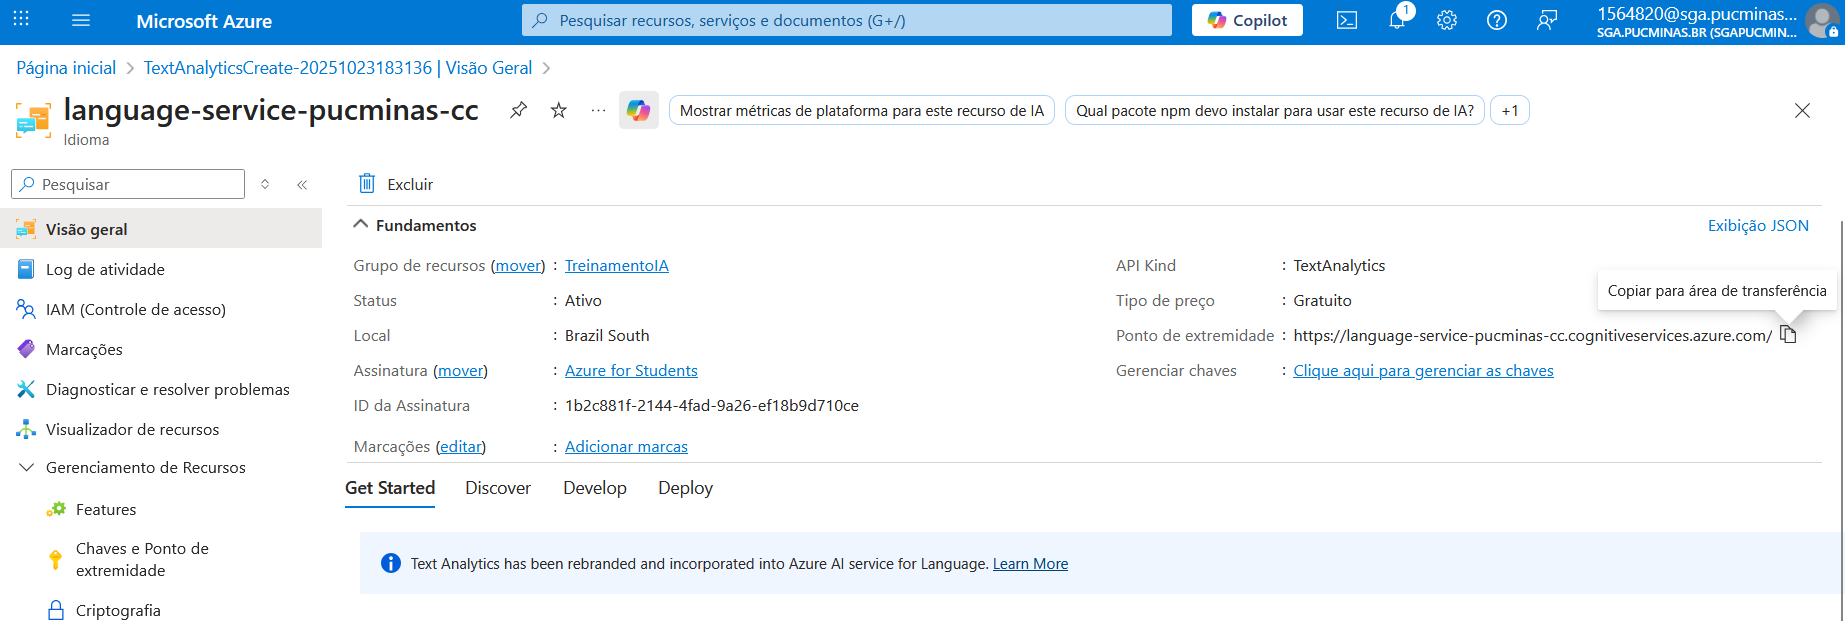 Microsoft Azure
Pesquisar recursos, serviços e documentos (G+/)
Copilot
1
1564820@sga.pucminas...
SGA.PUCMINAS.BR (SGAPUCMIN...
Página inicial > TextAnalyticsCreate-20251023183136 | Visão Geral >
language-service-pucminas-cc
Idioma
Mostrar métricas de plataforma para este recurso de IA
Qual pacote npm devo instalar para usar este recurso de IA?
+1
Pesquisar
Visão geral
Log de atividade
IAM (Controle de acesso)
Marcações
Diagnosticar e resolver problemas
Visualizador de recursos
Gerenciamento de Recursos
Features
Chaves e Ponto de
extremidade
Criptografia
Excluir
Fundamentos
Exibição JSON
Grupo de recursos (mover) : TreinamentoIA
Status : Ativo
Local : Brazil South
Assinatura (mover) : Azure for Students
ID da Assinatura : 1b2c881f-2144-4fad-9a26-ef18b9d710ce
Marcações (editar) : Adicionar marcas
API Kind : TextAnalytics
Tipo de preço : Gratuito
Copiar para área de transferência
Ponto de extremidade : https://language-service-pucminas-cc.cognitiveservices.azure.com/
Gerenciar chaves : Clique aqui para gerenciar as chaves
Get Started Discover Develop Deploy
Text Analytics has been rebranded and incorporated into Azure AI service for Language. Learn More